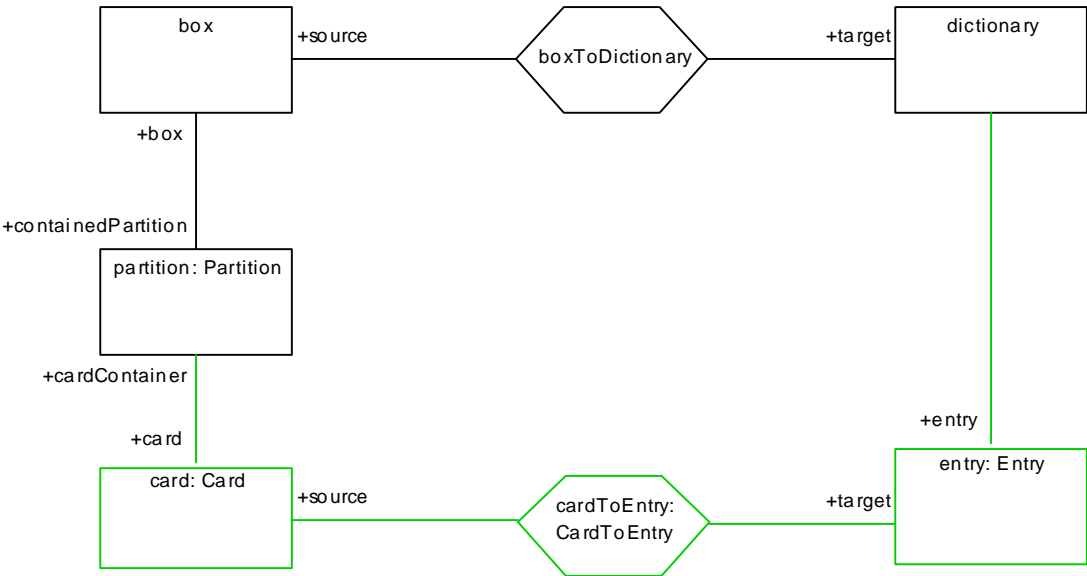 box
+source
boxToDictionary
+target
dictionary
+box
+containedPartition
partition: Partition
+cardContainer
+card
+entry
card: Card
+source
cardToEntry:
CardToEntry
+target
entry: Entry